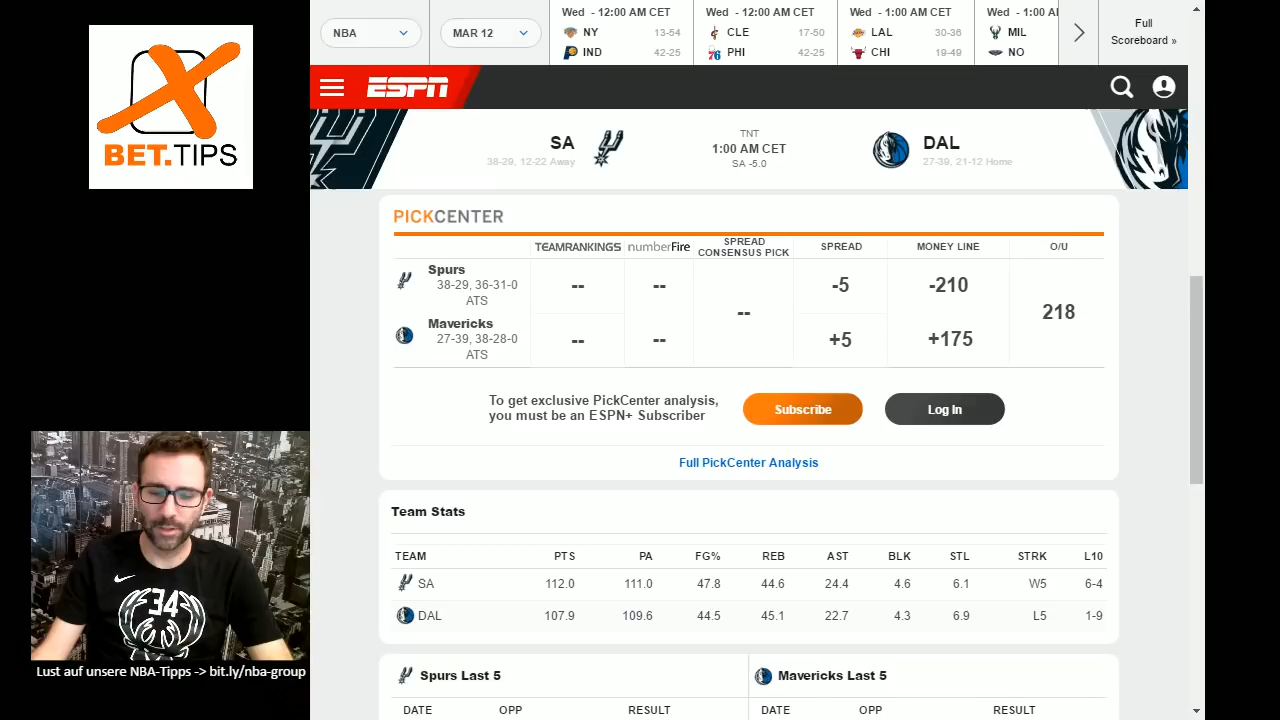 BET.TIPS
NBA
MAR 12
Wed - 12:00 AM CET
NY 13-54
IND 42-25
Wed - 12:00 AM CET
CLE 17-50
PHI 42-25
Wed - 1:00 AM CET
LAL 30-36
CHI 19-49
Wed - 1:00 AM
MIL
NO
Full
Scoreboard »
ESPN
SA
38-29, 12-22 Away
TNT
1:00 AM CET
SA -5.0
DAL
27-39, 21-12 Home
PICKCENTER
TEAMRANKINGS numberFire SPREAD CONSENSUS PICK SPREAD MONEY LINE O/U
Spurs
38-29, 36-31-0
ATS
-- -- -5 -210
-- 218
Mavericks
27-39, 38-28-0
ATS
-- -- +5 +175
To get exclusive PickCenter analysis,
you must be an ESPN+ Subscriber
Subscribe
Log In
Full PickCenter Analysis
Team Stats
TEAM PTS PA FG% REB AST BLK STL STRK L10
SA 112.0 111.0 47.8 44.6 24.4 4.6 6.1 W5 6-4
DAL 107.9 109.6 44.5 45.1 22.7 4.3 6.9 L5 1-9
Spurs Last 5
DATE OPP RESULT
Mavericks Last 5
DATE OPP RESULT
34
Lust auf unsere NBA-Tipps -> bit.ly/nba-group